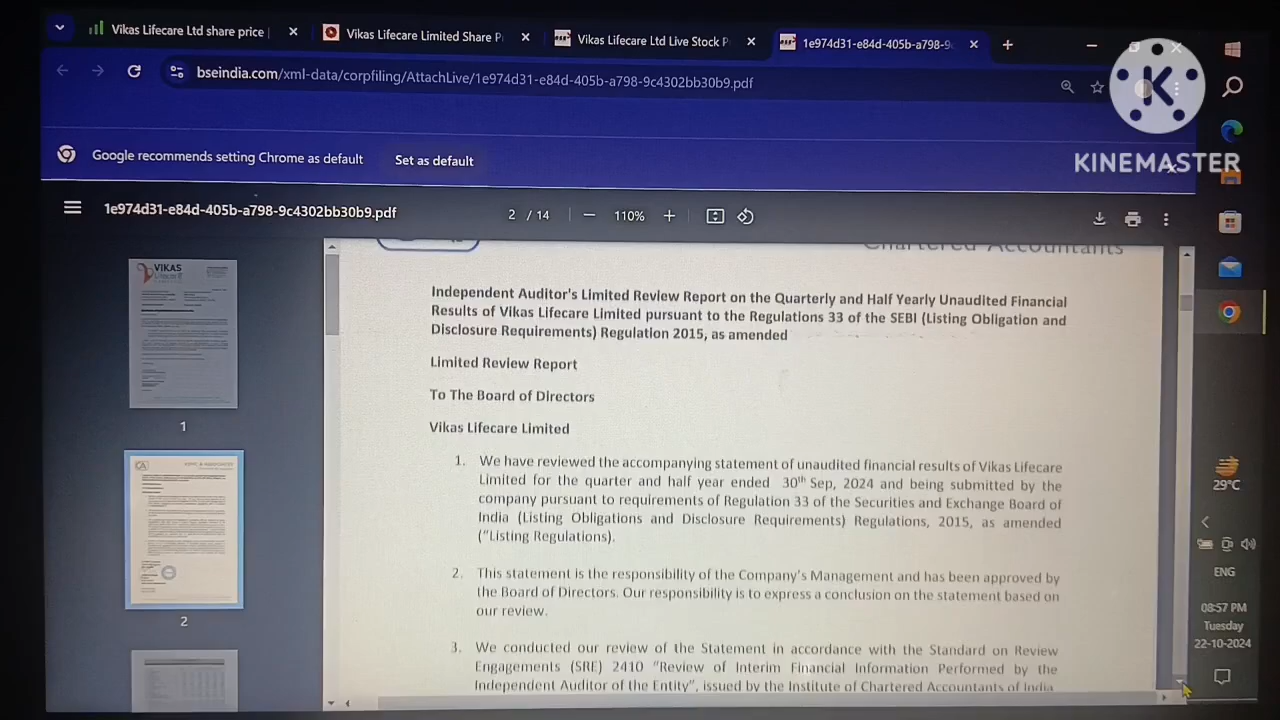 Vikas Lifecare Ltd share price |
Vikas Lifecare Limited Share P
Vikas Lifecare Ltd Live Stock P
1e974d31-e84d-405b-a798-9c
bseindia.com/xml-data/corpfiling/AttachLive/1e974d31-e84d-405b-a798-9c4302bb30b9.pdf
KINEMASTER
Google recommends setting Chrome as default
Set as default
1e974d31-e84d-405b-a798-9c4302bb30b9.pdf
2 / 14
110%
VIKAS
Lifecare
1
2
Chartered Accountants
Independent Auditor's Limited Review Report on the Quarterly and Half Yearly Unaudited Financial
Results of Vikas Lifecare Limited pursuant to the Regulations 33 of the SEBI (Listing Obligation and
Disclosure Requirements) Regulation 2015, as amended
Limited Review Report
To The Board of Directors
Vikas Lifecare Limited
1. We have reviewed the accompanying statement of unaudited financial results of Vikas Lifecare
Limited for the quarter and half year ended 30th Sep, 2024 and being submitted by the
company pursuant to requirements of Regulation 33 of the Securities and Exchange Board of
India (Listing Obligations and Disclosure Requirements) Regulations, 2015, as amended
("Listing Regulations).
2. This statement is the responsibility of the Company's Management and has been approved by
the Board of Directors. Our responsibility is to express a conclusion on the statement based on
our review.
3. We conducted our review of the Statement in accordance with the Standard on Review
Engagements (SRE) 2410 "Review of Interim Financial Information Performed by the
Independent Auditor of the Entity", issued by the Institute of Chartered Accountants of India
29°C
ENG
08:57 PM
Tuesday
22-10-2024